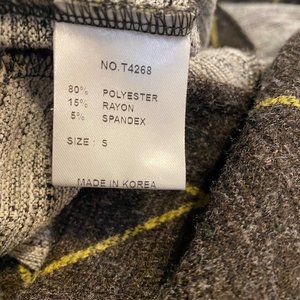 NO.T4268
80% POLYESTER
15% RAYON
5% SPANDEX
SIZE : S
MADE IN KOREA